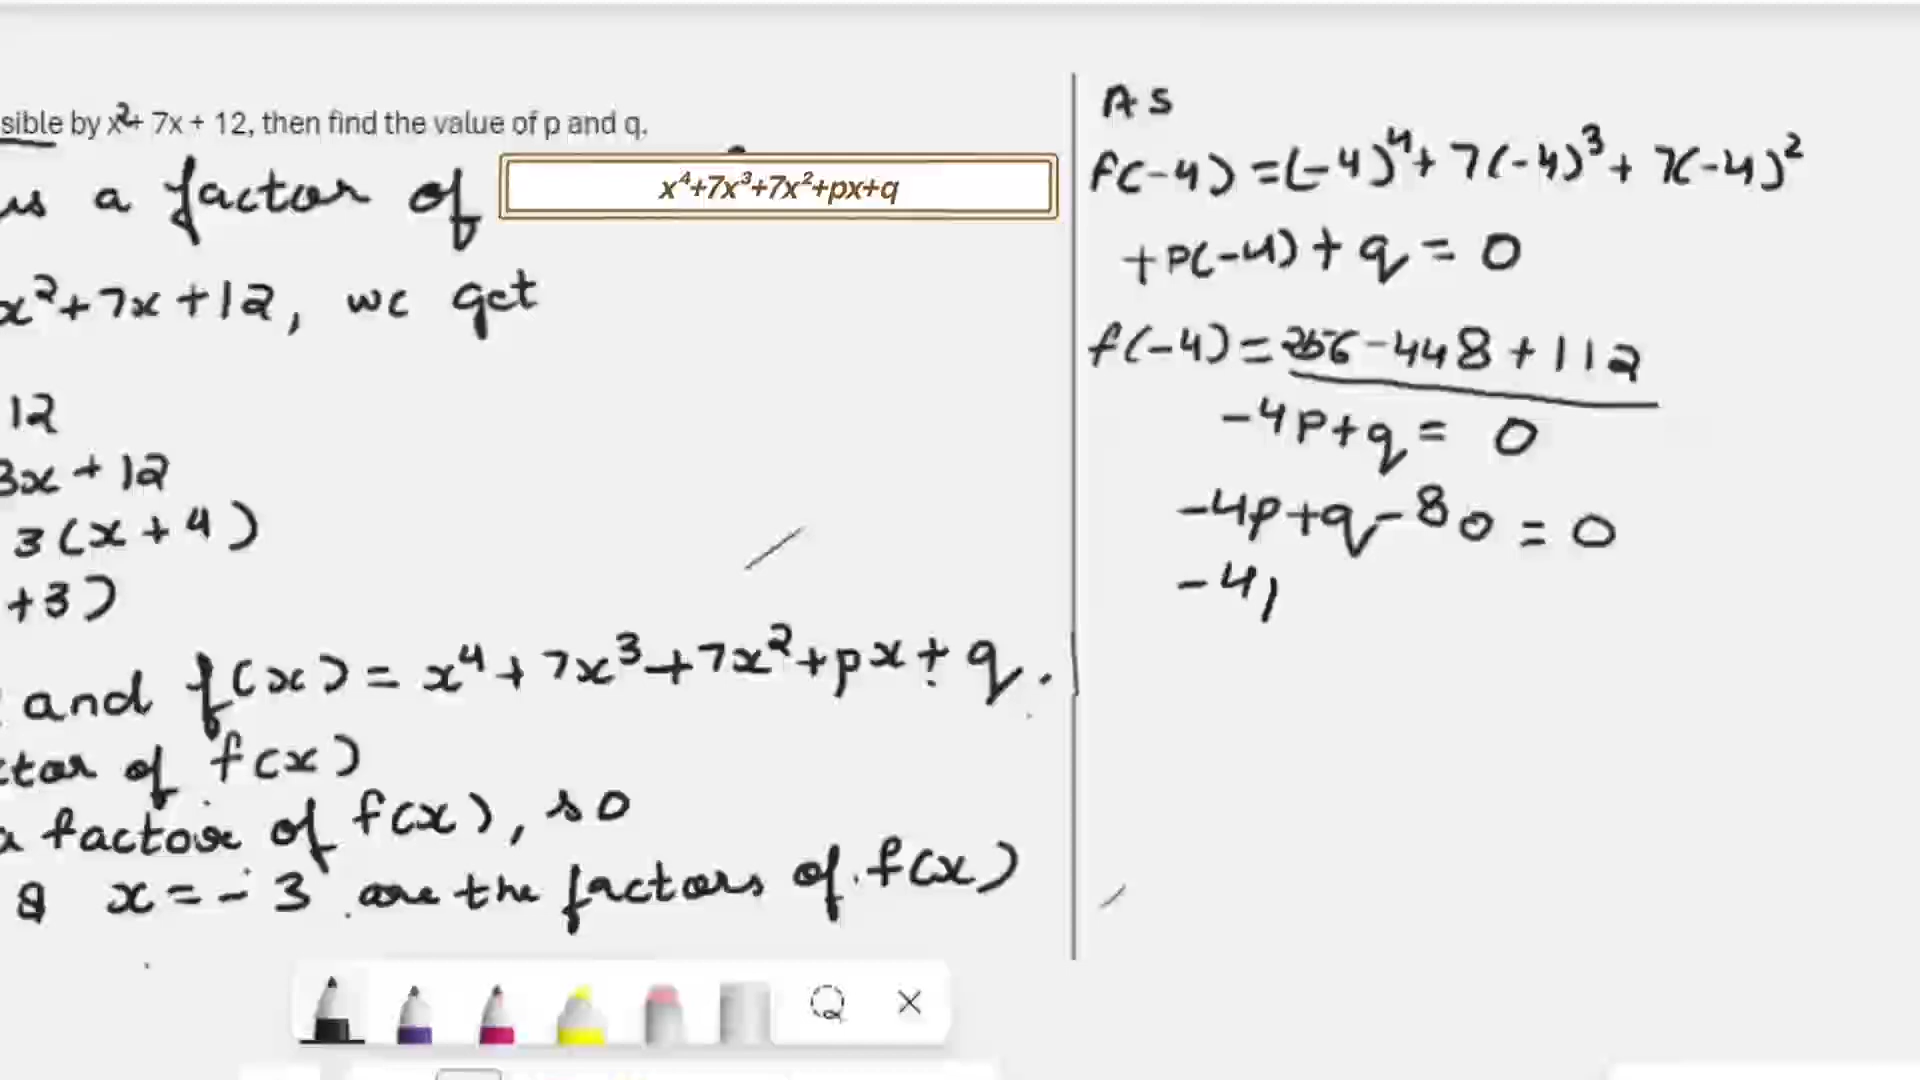 sible by x²+ 7x + 12, then find the value of p and q.
is a factor of x⁴+7x³+7x²+px+q
x²+7x+12, we get
12
3x+12
3(x+4)
+3)
and f(x)=x⁴+7x³+7x²+px+q.
ctor of f(x)
a factor of f(x), so
& x=-3 are the factors of f(x)
As
f(-4)=(-4)⁴+7(-4)³+7(-4)²
+p(-4)+q=0
f(-4)=256-448+112
-4p+q=0
-4p+q-80=0
-4